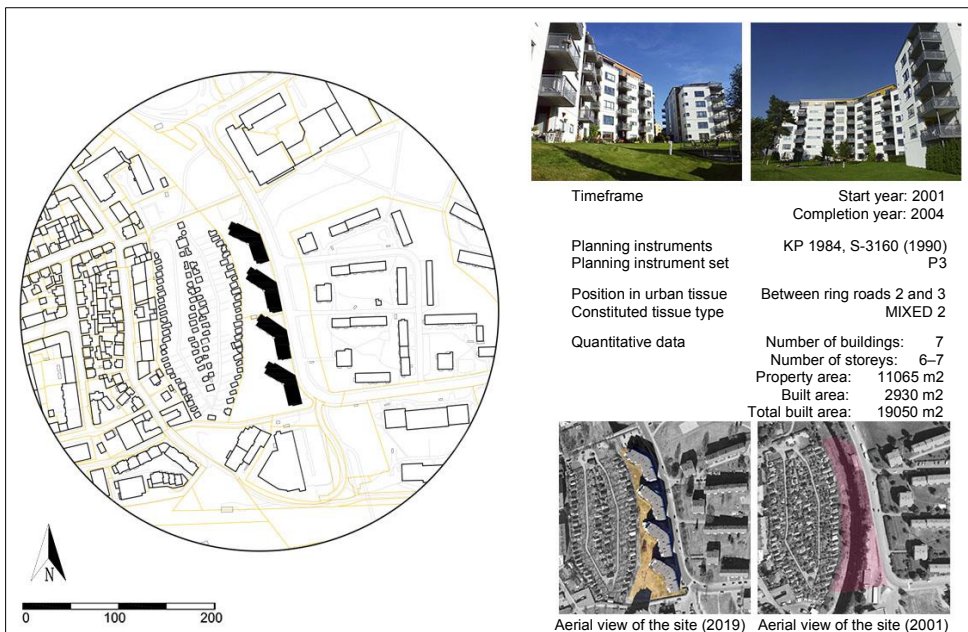 Timeframe Start year: 2001
Completion year: 2004
Planning instruments KP 1984, S-3160 (1990)
Planning instrument set P3
Position in urban tissue Between ring roads 2 and 3
Constituted tissue type MIXED 2
Quantitative data Number of buildings: 7
Number of storeys: 6–7
Property area: 11065 m2
Built area: 2930 m2
Total built area: 19050 m2
N
0 100 200
Aerial view of the site (2019) Aerial view of the site (2001)